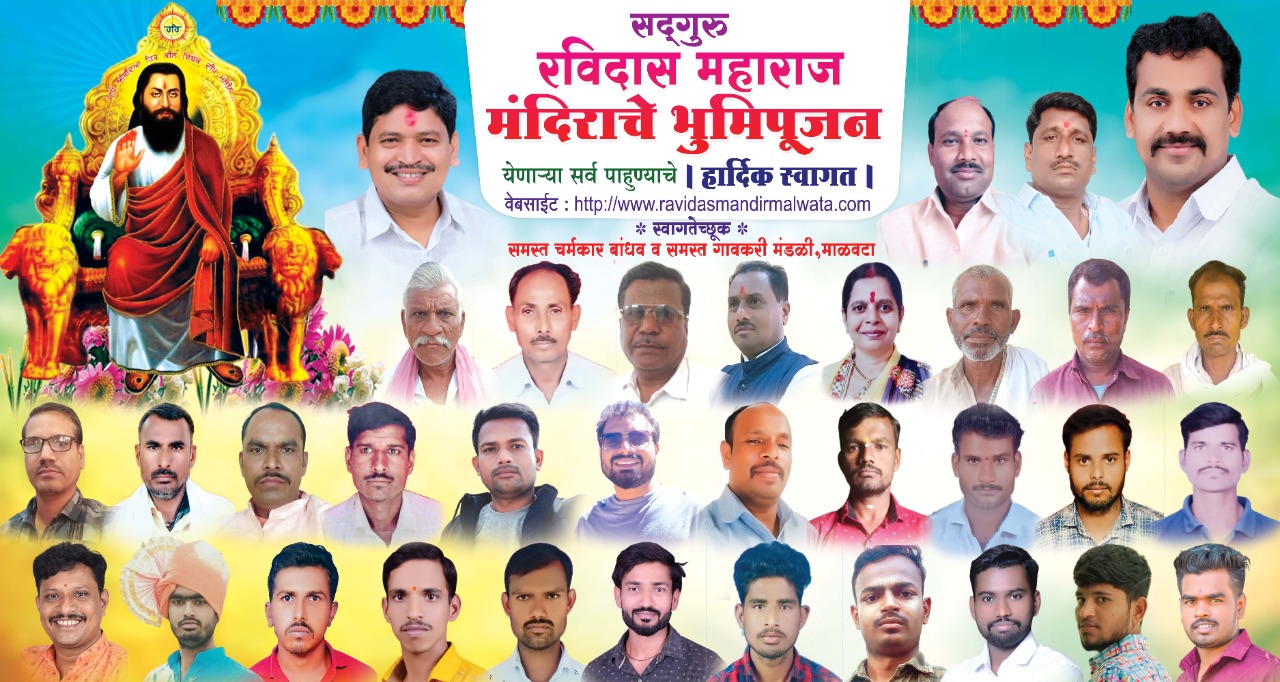 हरि
सद्‌गुरु
रविदास महाराज
मंदिराचे भुमिपूजन
येणाऱ्या सर्व पाहुण्याचे | हार्दिक स्वागत |
वेबसाईट : http://www.ravidasmandirmalwata.com
* स्वागतेच्छूक *
समस्त चर्मकार बांधव व समस्त गावकरी मंडळी,माळवटा